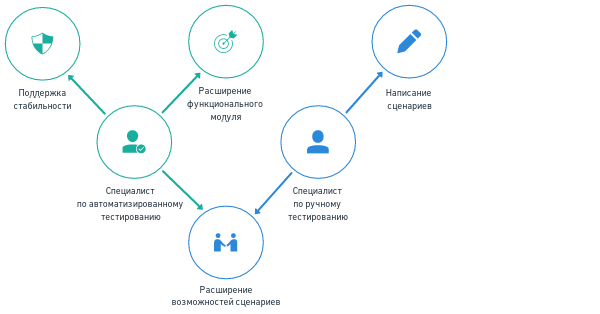 Поддержка
стабильности
Расширение
функционального
модуля
Написание
сценариев
Специалист
по автоматизированному
тестированию
Специалист
по ручному
тестированию
Расширение
возможностей сценариев